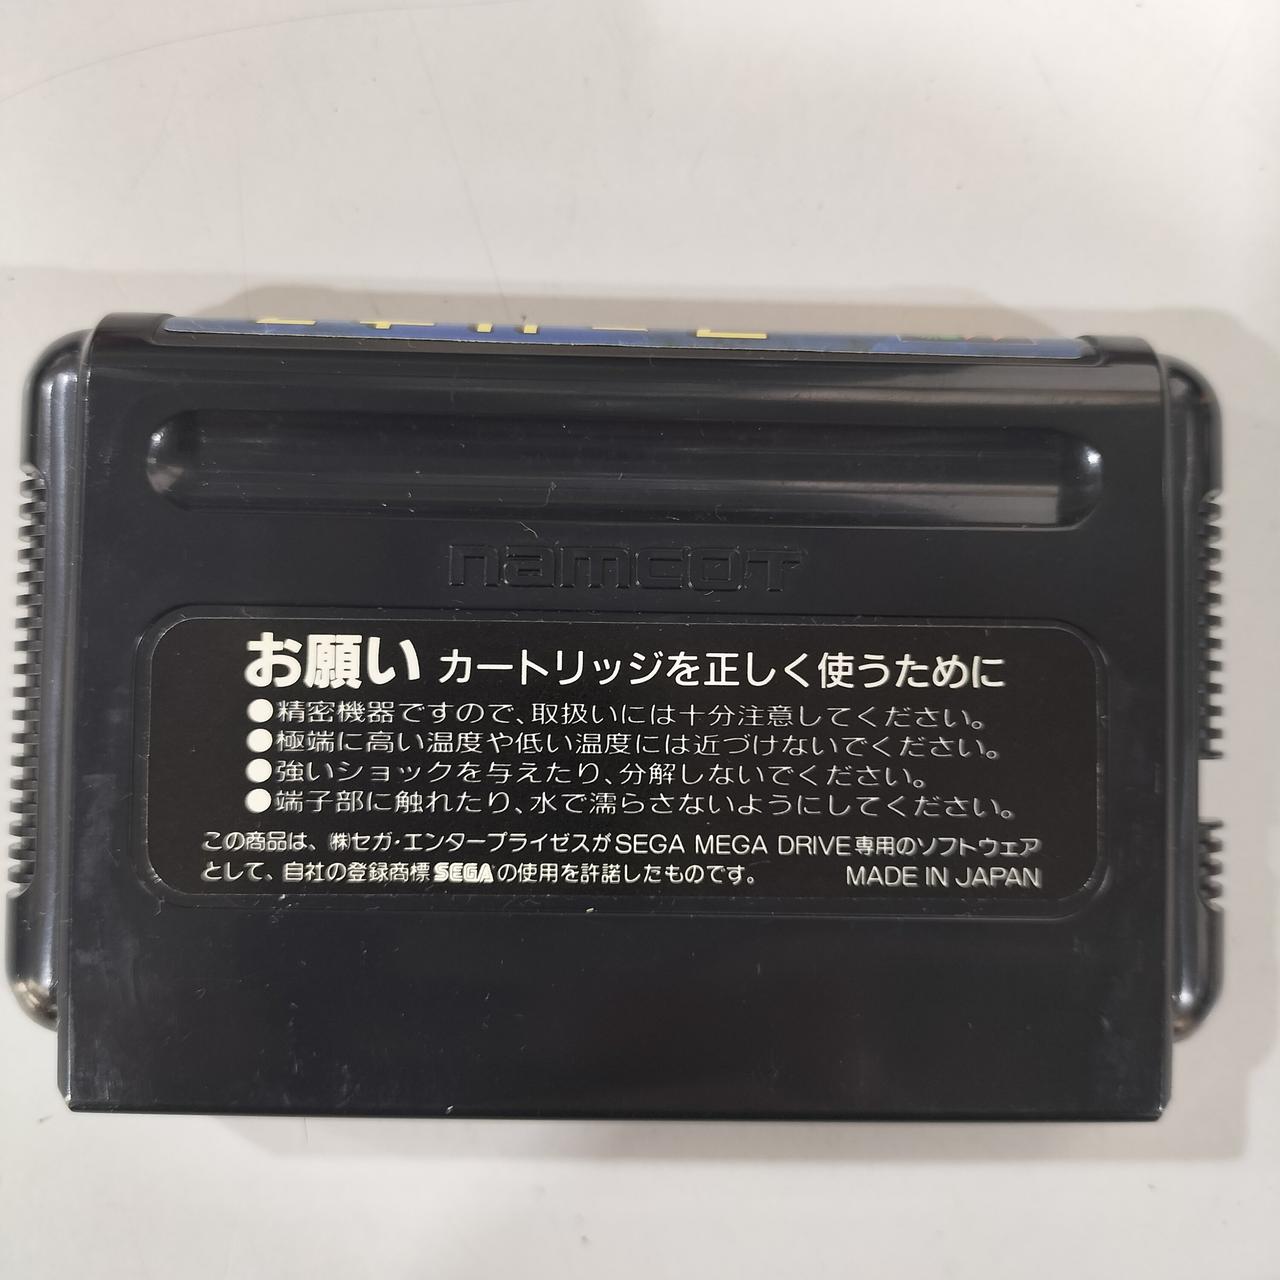 namcoT
お願い カートリッジを正しく使うために
●精密機器ですので、取扱いには十分注意してください。
●極端に高い温度や低い温度には近づけないでください。
●強いショックを与えたり、分解しないでください。
●端子部に触れたり、水で濡らさないようにしてください。
この商品は、㈱セガ・エンタープライゼスがSEGA MEGA DRIVE専用のソフトウェア
として、自社の登録商標SEGAの使用を許諾したものです。 MADE IN JAPAN